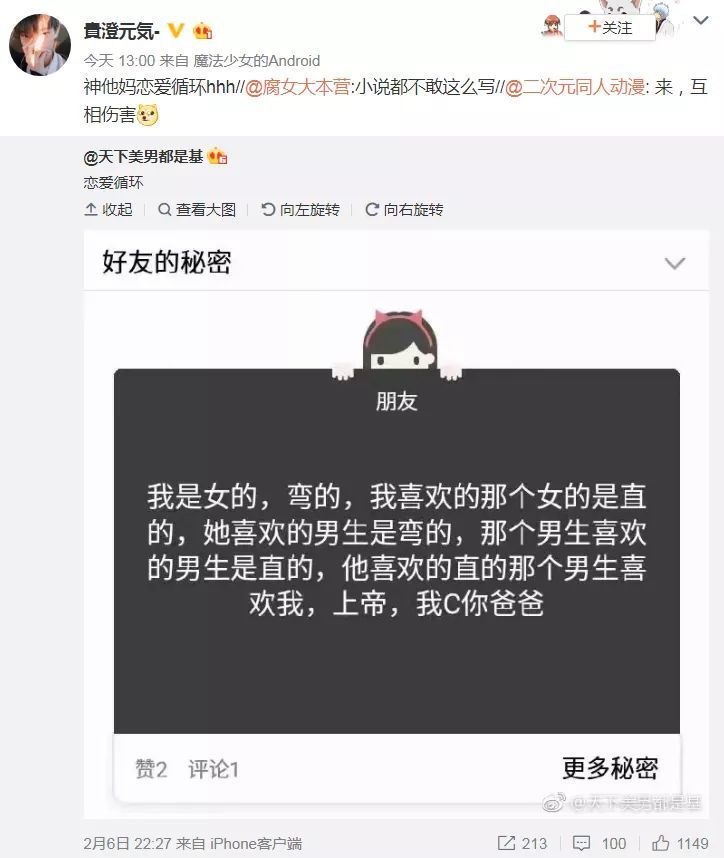 貴澄元気-
+关注
今天 13:00 来自 魔法少女的Android
神他妈恋爱循环hhh//@腐女大本营:小说都不敢这么写//@二次元同人动漫: 来，互
相伤害
@天下美男都是基
恋爱循环
收起 查看大图 向左旋转 向右旋转
好友的秘密
朋友
我是女的，弯的，我喜欢的那个女的是直
的，她喜欢的男生是弯的，那个男生喜欢
的男生是直的，他喜欢的直的那个男生喜
欢我，上帝，我C你爸爸
赞2 评论1 更多秘密
@天下美男都是基
2月6日 22:27 来自 iPhone客户端 213 100 1149